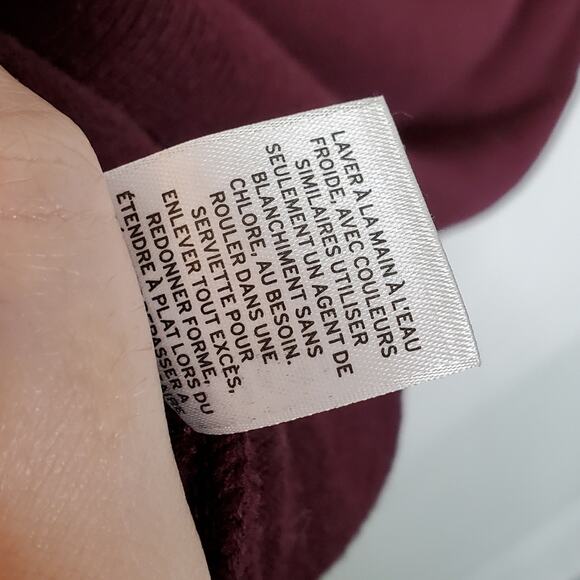 LAVER À LA MAIN À L'EAU
FROIDE, AVEC COULEURS
SIMILAIRES UTILISER
SEULEMENT UN AGENT DE
BLANCHIMENT SANS
CHLORE, AU BESOIN.
ROULER DANS UNE
SERVIETTE POUR
ENLEVER TOUT EXCÈS,
REDONNER FORME,
ÉTENDRE À PLAT LORS DU